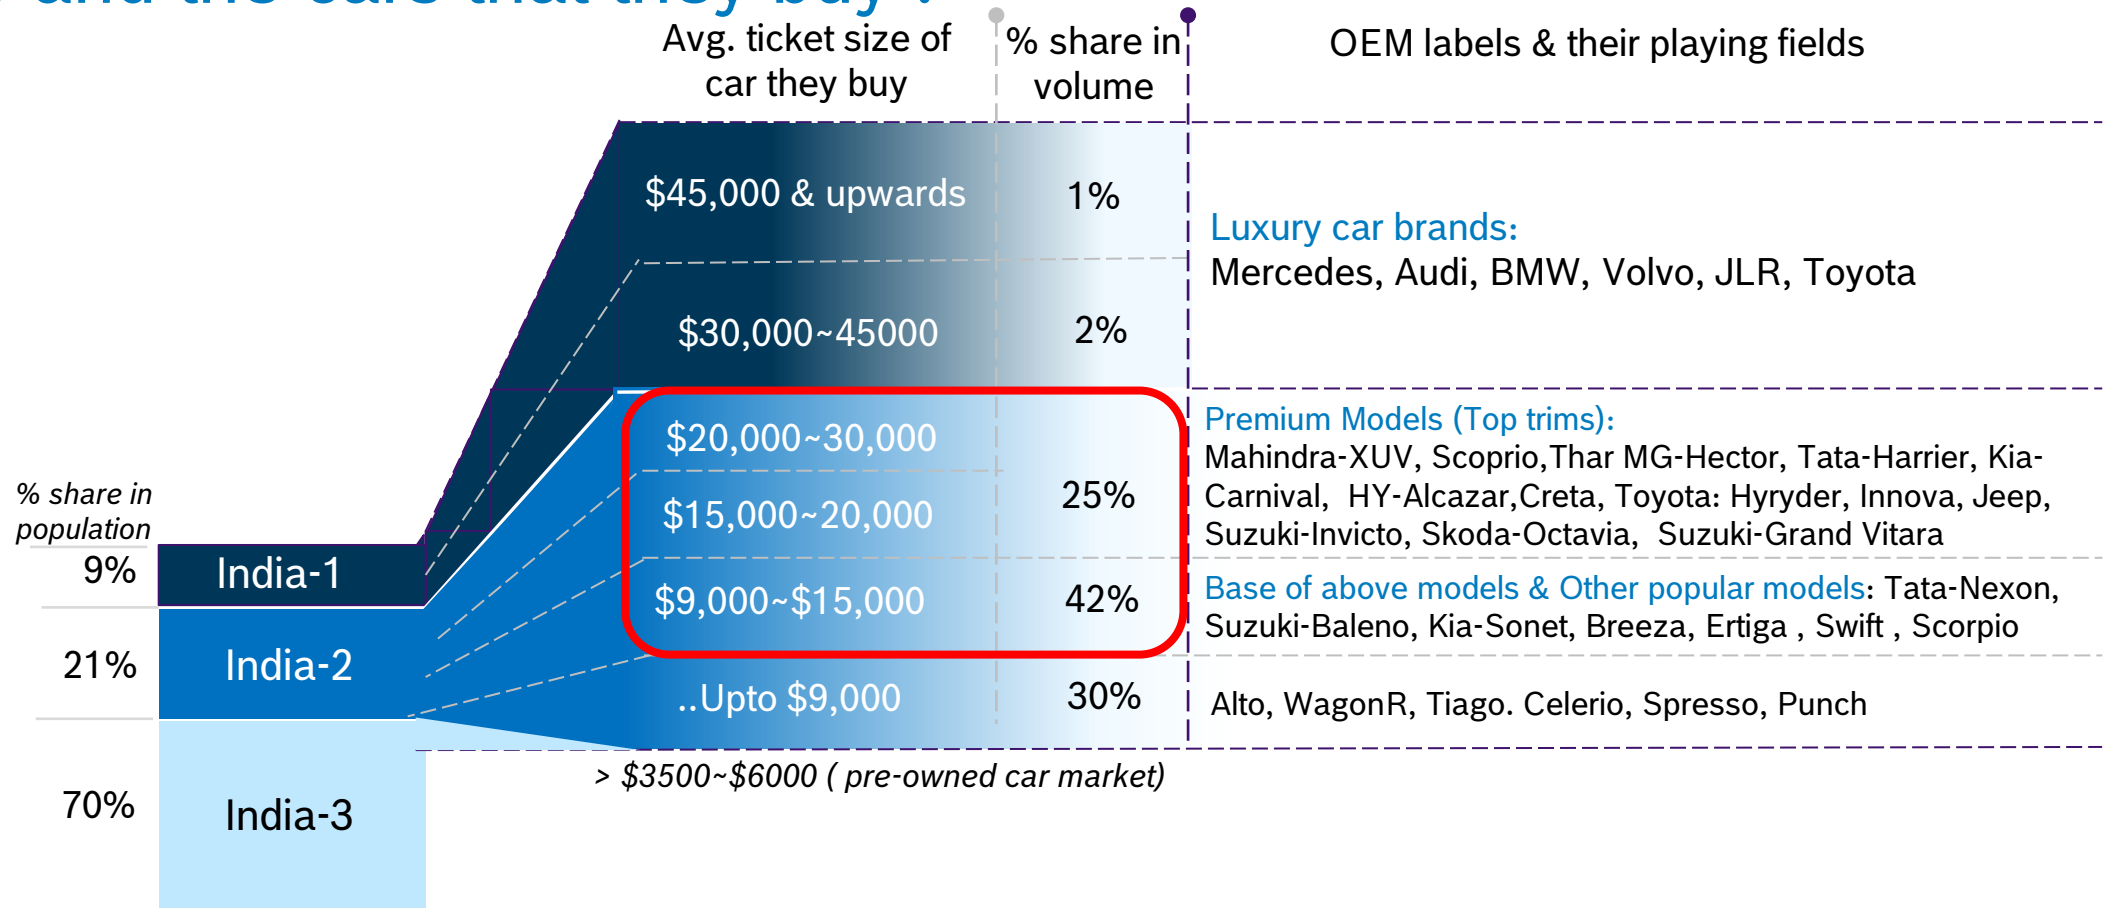 and the cars that they buy :
Avg. ticket size of
car they buy
% share in
volume
OEM labels & their playing fields
$45,000 & upwards
1%
Luxury car brands:
Mercedes, Audi, BMW, Volvo, JLR, Toyota
$30,000~45000
2%
$20,000~30,000
$15,000~20,000
25%
Premium Models (Top trims):
Mahindra-XUV, Scoprio,Thar MG-Hector, Tata-Harrier, Kia-
Carnival, HY-Alcazar,Creta, Toyota: Hyryder, Innova, Jeep,
Suzuki-Invicto, Skoda-Octavia, Suzuki-Grand Vitara
$9,000~$15,000
42%
Base of above models & Other popular models: Tata-Nexon,
Suzuki-Baleno, Kia-Sonet, Breeza, Ertiga , Swift , Scorpio
..Upto $9,000
30%
Alto, WagonR, Tiago. Celerio, Spresso, Punch
> $3500~$6000 ( pre-owned car market)
% share in
population
9%
India-1
21%
India-2
70%
India-3